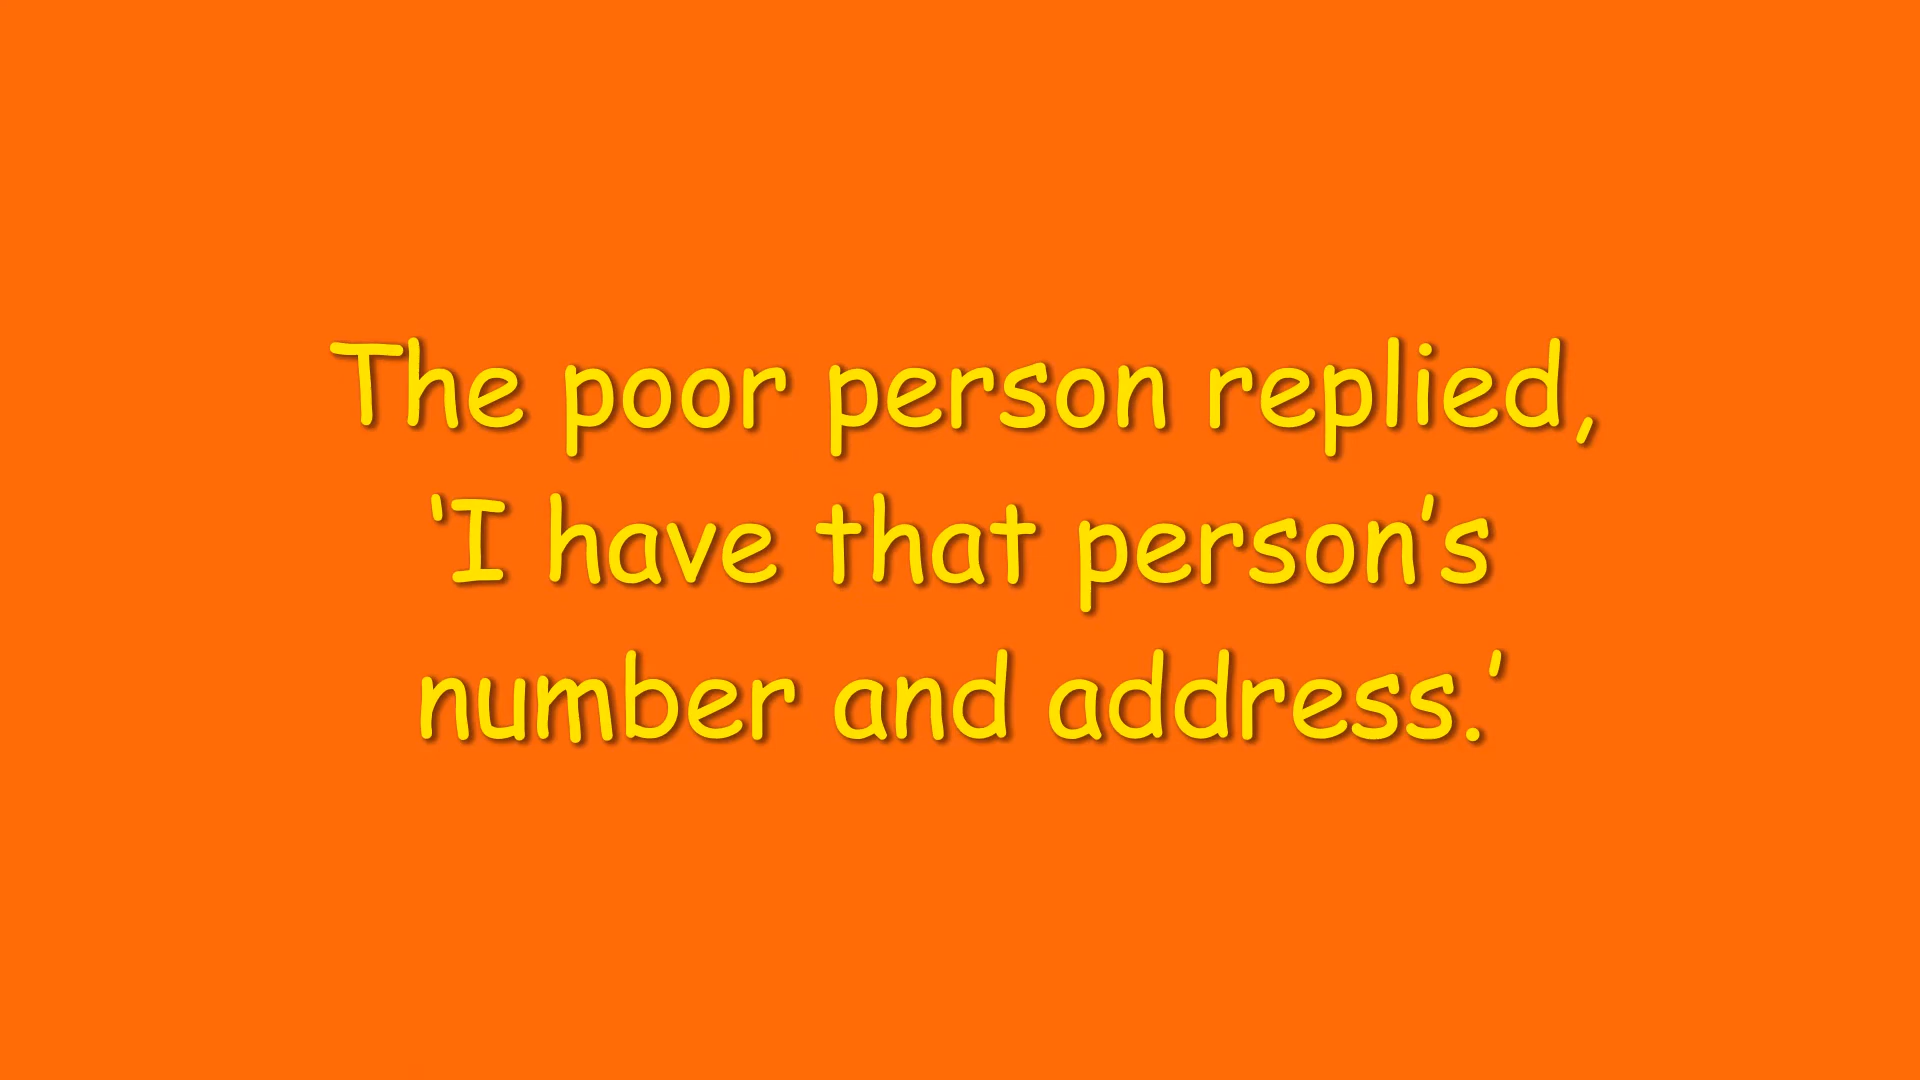 The poor person replied,
‘I have that person’s
number and address.’